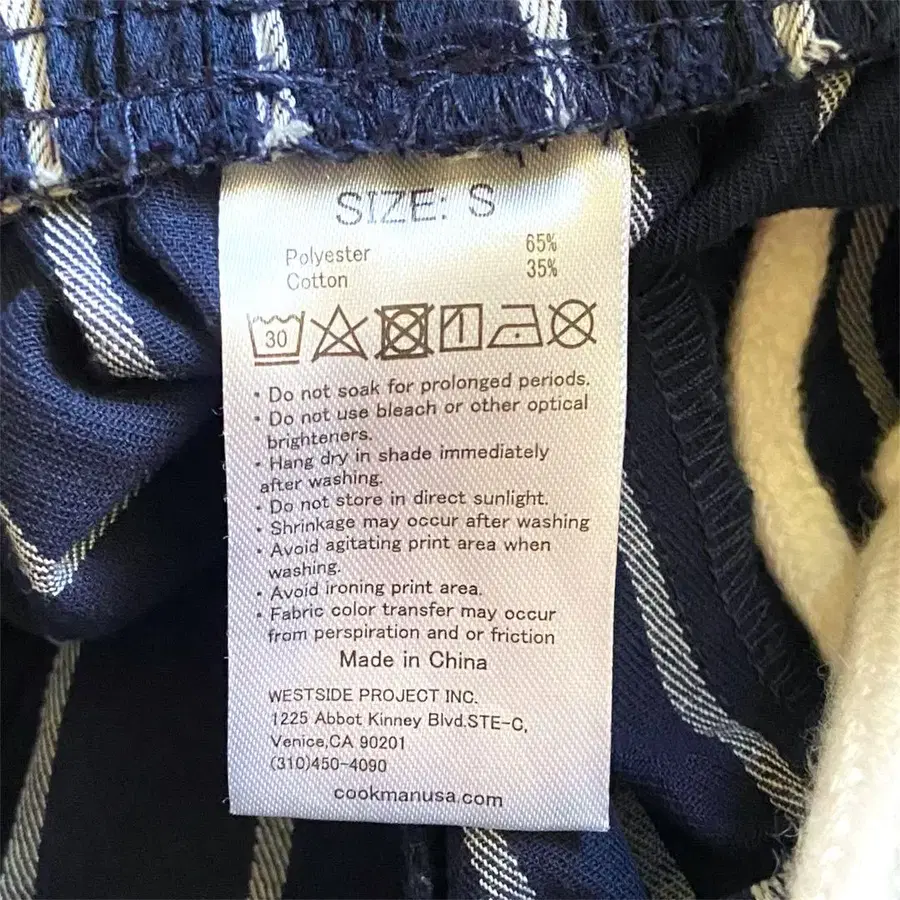 SIZE: S
Polyester 65%
Cotton 35%
30
• Do not soak for prolonged periods.
• Do not use bleach or other optical
brighteners.
• Hang dry in shade immediately
after washing.
• Do not store in direct sunlight.
• Shrinkage may occur after washing
• Avoid agitating print area when
washing.
• Avoid ironing print area.
• Fabric color transfer may occur
from perspiration and or friction
Made in China
WESTSIDE PROJECT INC.
1225 Abbot Kinney Blvd.STE-C,
Venice,CA 90201
(310)450-4090
cookmanusa.com